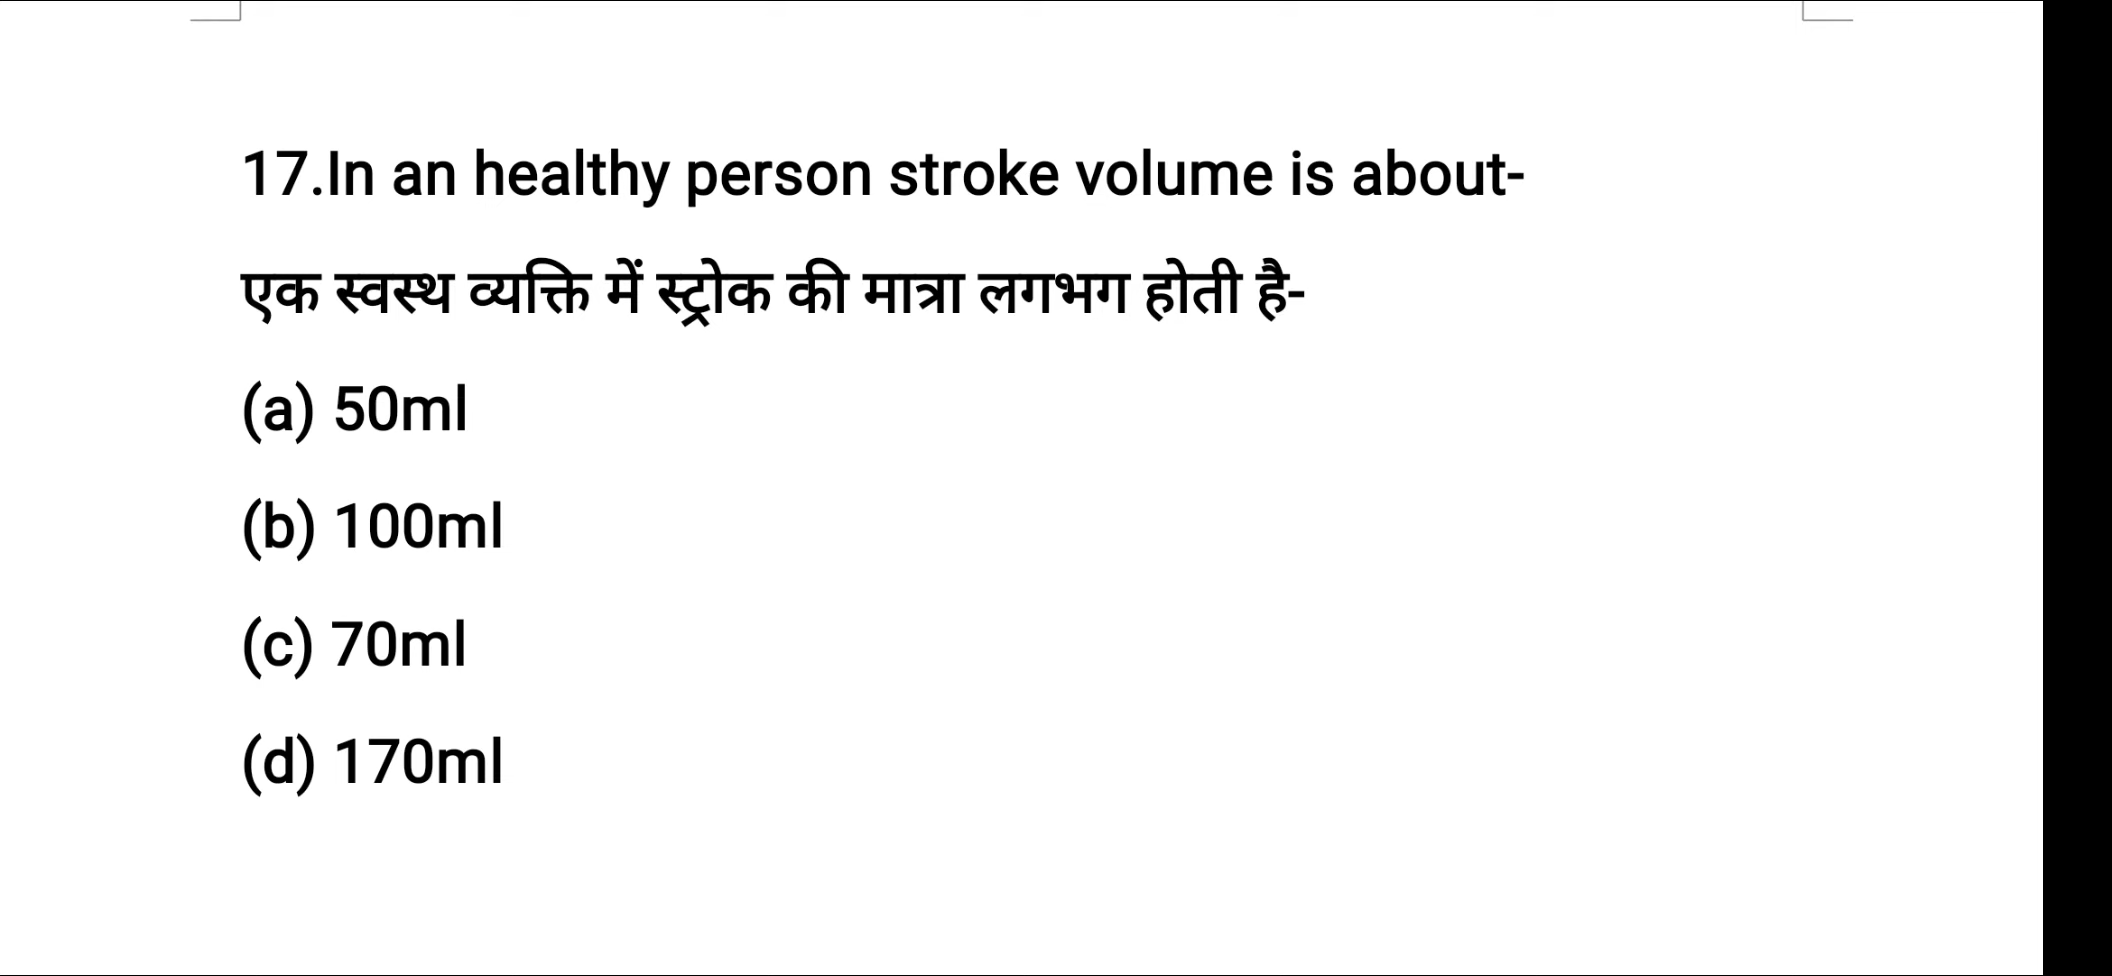 17.In an healthy person stroke volume is about-
एक स्वस्थ व्यक्ति में स्ट्रोक की मात्रा लगभग होती है-
(a) 50ml
(b) 100ml
(c) 70ml
(d) 170ml